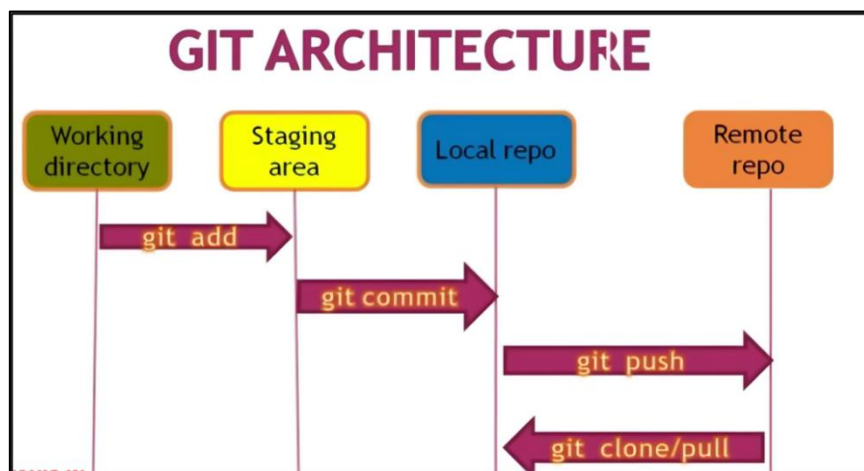 GIT ARCHITECTURE
Working
directory
Staging
area
Local repo
Remote
repo
git add
git commit
git push
git clone/pull